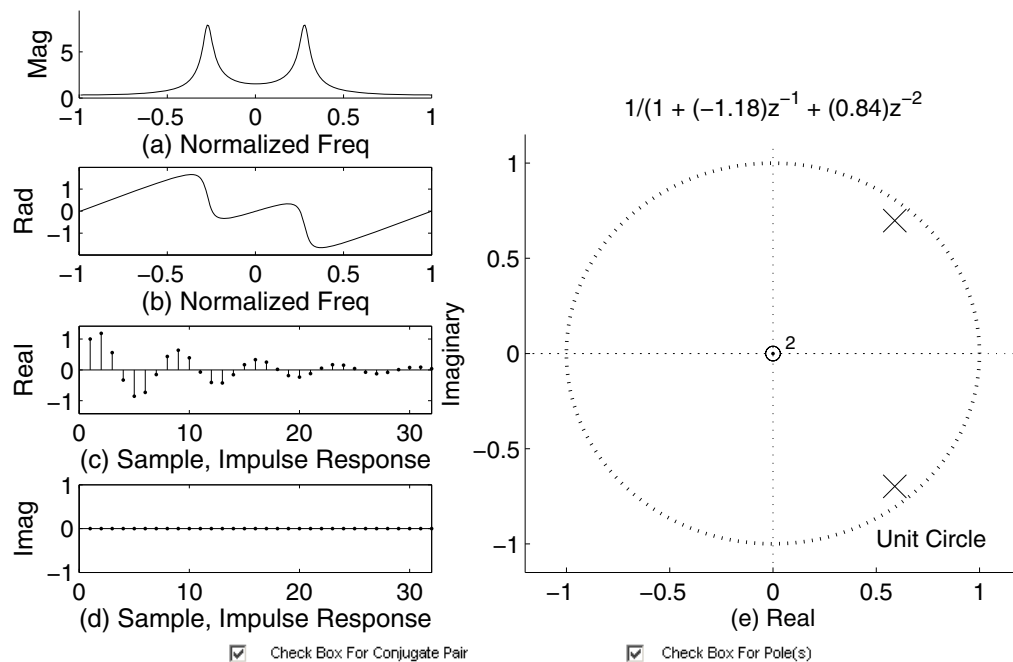 Mag
5
0
−1 −0.5 0 0.5 1
(a) Normalized Freq
Rad
1
0
−1
−1 −0.5 0 0.5 1
(b) Normalized Freq
Real
1
0
−1
0 10 20 30
(c) Sample, Impulse Response
Imag
1
0
−1
0 10 20 30
(d) Sample, Impulse Response
1/(1 + (−1.18)z−1 + (0.84)z−2
Imaginary
1
0.5
0
−0.5
−1
2
Unit Circle
−1 −0.5 0 0.5 1
(e) Real
Check Box For Conjugate Pair
Check Box For Pole(s)